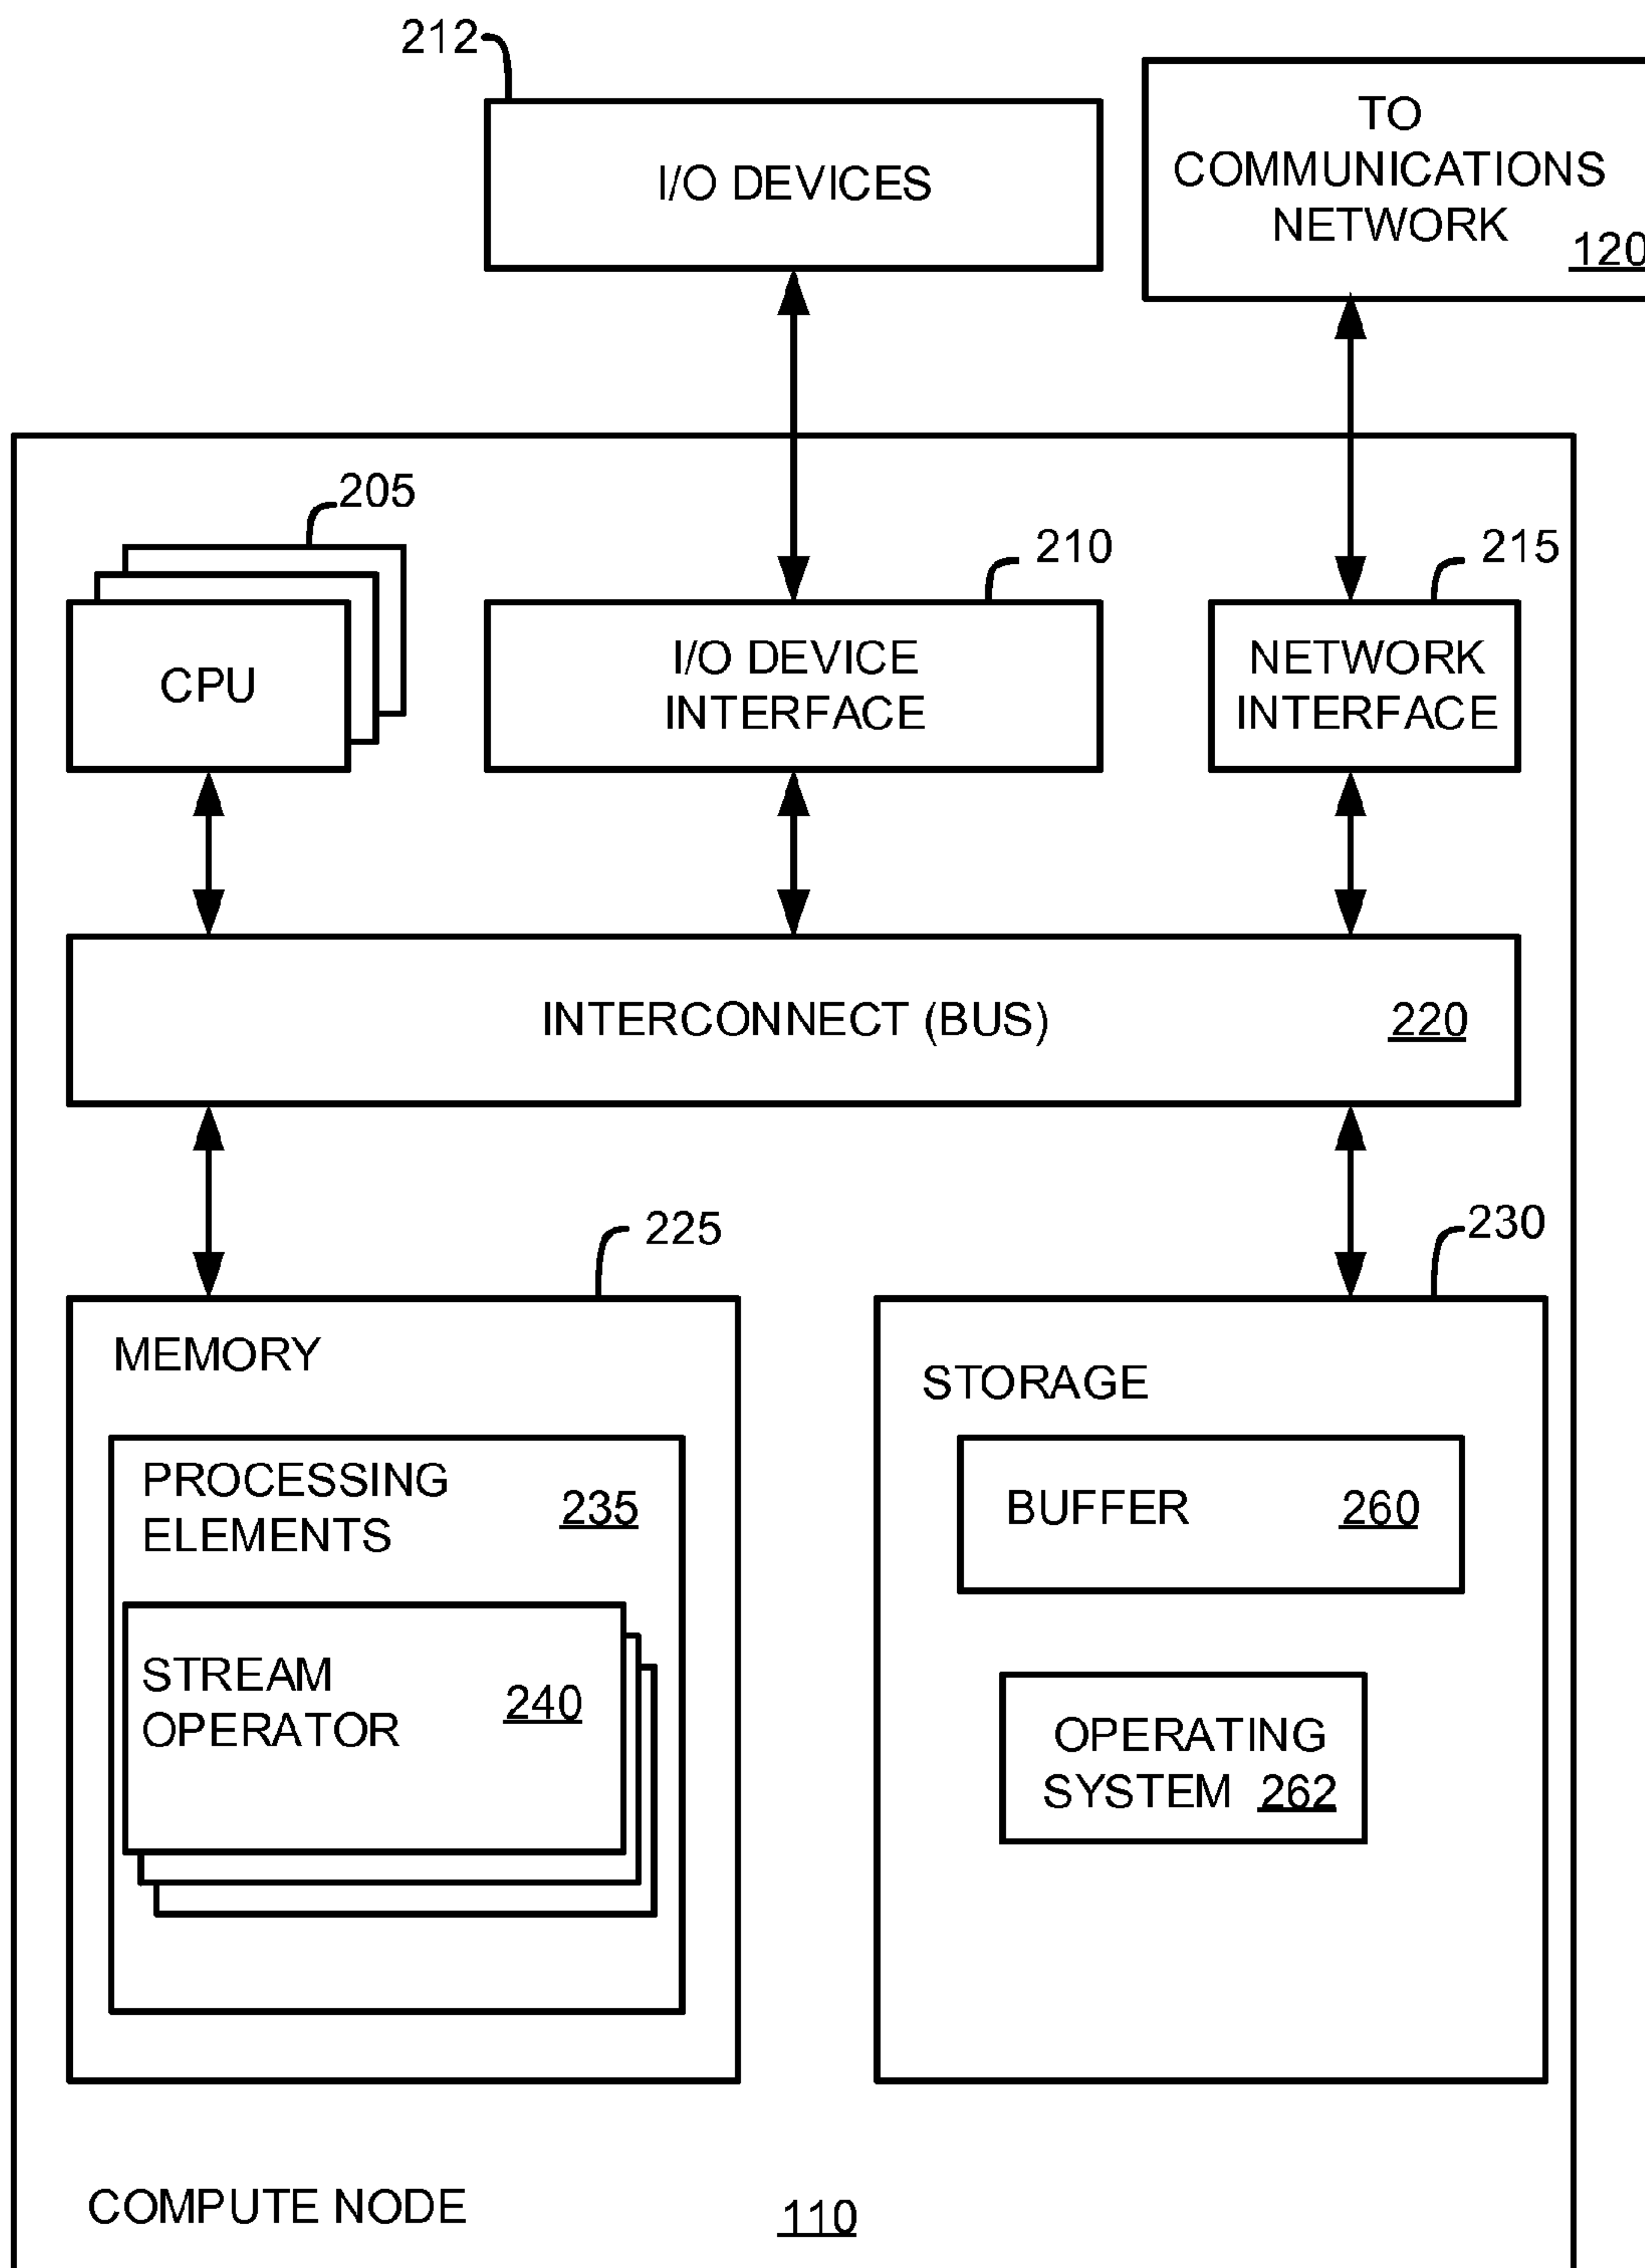 212
I/O DEVICES
TO
COMMUNICATIONS
NETWORK
120
205
210
215
CPU
I/O DEVICE
INTERFACE
NETWORK
INTERFACE
INTERCONNECT (BUS)
220
225
230
MEMORY
STORAGE
PROCESSING
ELEMENTS
235
BUFFER
260
STREAM
OPERATOR
240
OPERATING
SYSTEM 262
COMPUTE NODE
110